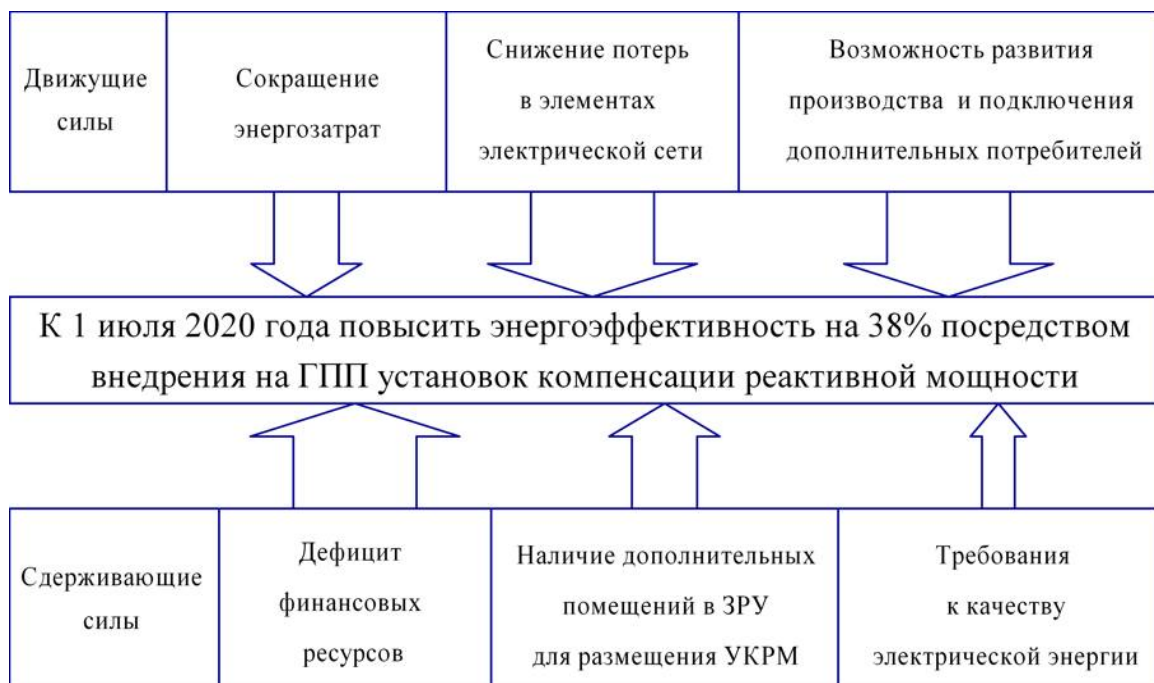 Движущие
силы
Сокращение
энергозатрат
Снижение потерь
в элементах
электрической сети
Возможность развития
производства и подключения
дополнительных потребителей
К 1 июля 2020 года повысить энергоэффективность на 38% посредством
внедрения на ГПП установок компенсации реактивной мощности
Сдерживающие
силы
Дефицит
финансовых
ресурсов
Наличие дополнительных
помещений в ЗРУ
для размещения УКРМ
Требования
к качеству
электрической энергии